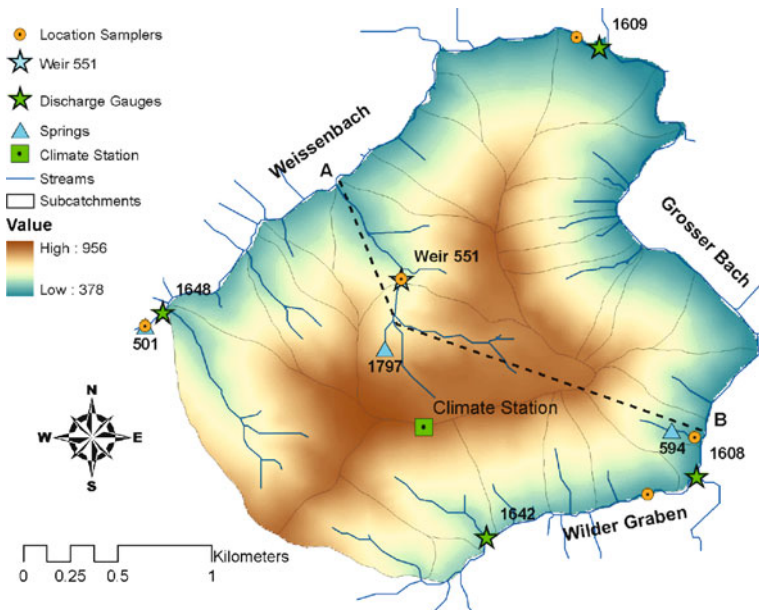 Location Samplers
Weir 551
Discharge Gauges
Springs
Climate Station
Streams
Subcatchments
Value
High : 956
Low : 378
1609
Weissenbach
A
Grosser Bach
Weir 551
1648
501
1797
Climate Station
B
594
1608
1642
Wilder Graben
N
W
E
S
Kilometers
0 0.25 0.5 1